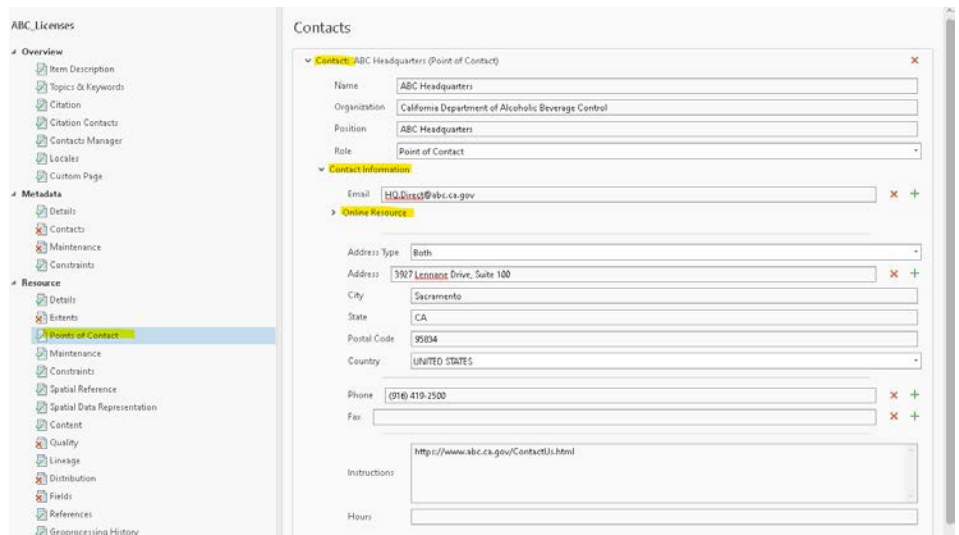 ABC_Licenses
Overview
Item Description
Topics & Keywords
Citation
Citation Contacts
Contacts Manager
Locales
Custom Page
Metadata
Details
Contacts
Maintenance
Constraints
Resource
Details
Extents
Points of Contact
Maintenance
Constraints
Spatial Reference
Spatial Data Representation
Content
Quality
Lineage
Distribution
Fields
References
Geoprocessing History
Contacts
Contact: ABC Headquarters (Point of Contact)
Name ABC Headquarters
Organization California Department of Alcoholic Beverage Control
Position ABC Headquarters
Role Point of Contact
Contact Information
Email HQ.Direct@abc.ca.gov
Online Resource
Address Type Both
Address 3927 Lennane Drive, Suite 100
City Sacramento
State CA
Postal Code 95834
Country UNITED STATES
Phone (916) 419-2500
Fax
https://www.abc.ca.gov/ContactUs.html
Instructions
Hours